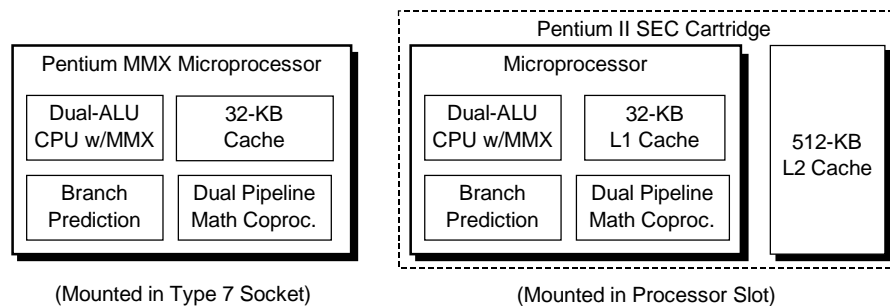 Pentium MMX Microprocessor
Dual-ALU
CPU w/MMX
32-KB
Cache
Branch
Prediction
Dual Pipeline
Math Coproc.
(Mounted in Type 7 Socket)
Pentium II SEC Cartridge
Microprocessor
Dual-ALU
CPU w/MMX
32-KB
L1 Cache
Branch
Prediction
Dual Pipeline
Math Coproc.
512-KB
L2 Cache
(Mounted in Processor Slot)